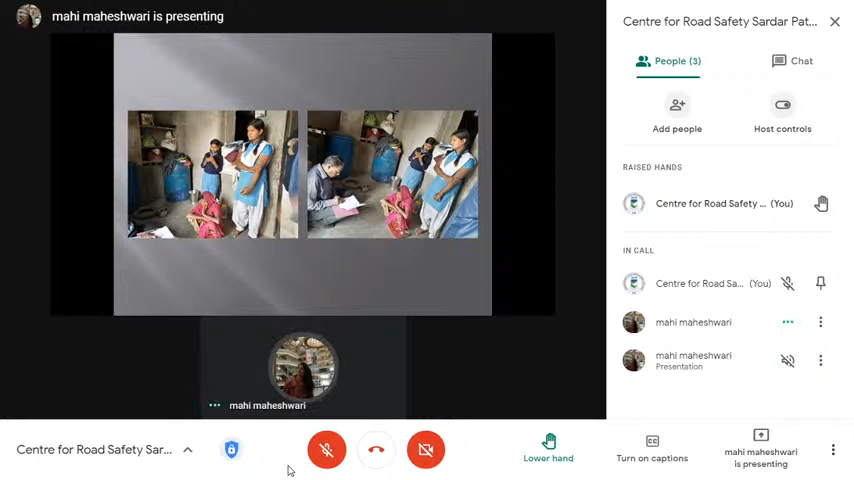 mahi maheshwari is presenting
Centre for Road Safety Sardar Pat...
People (3)
Chat
Add people
Host controls
RAISED HANDS
Centre for Road Safety ... (You)
IN CALL
Centre for Road Sa... (You)
mahi maheshwari
mahi maheshwari
Presentation
mahi maheshwari
Centre for Road Safety Sar...
Lower hand
Turn on captions
mahi maheshwari
is presenting